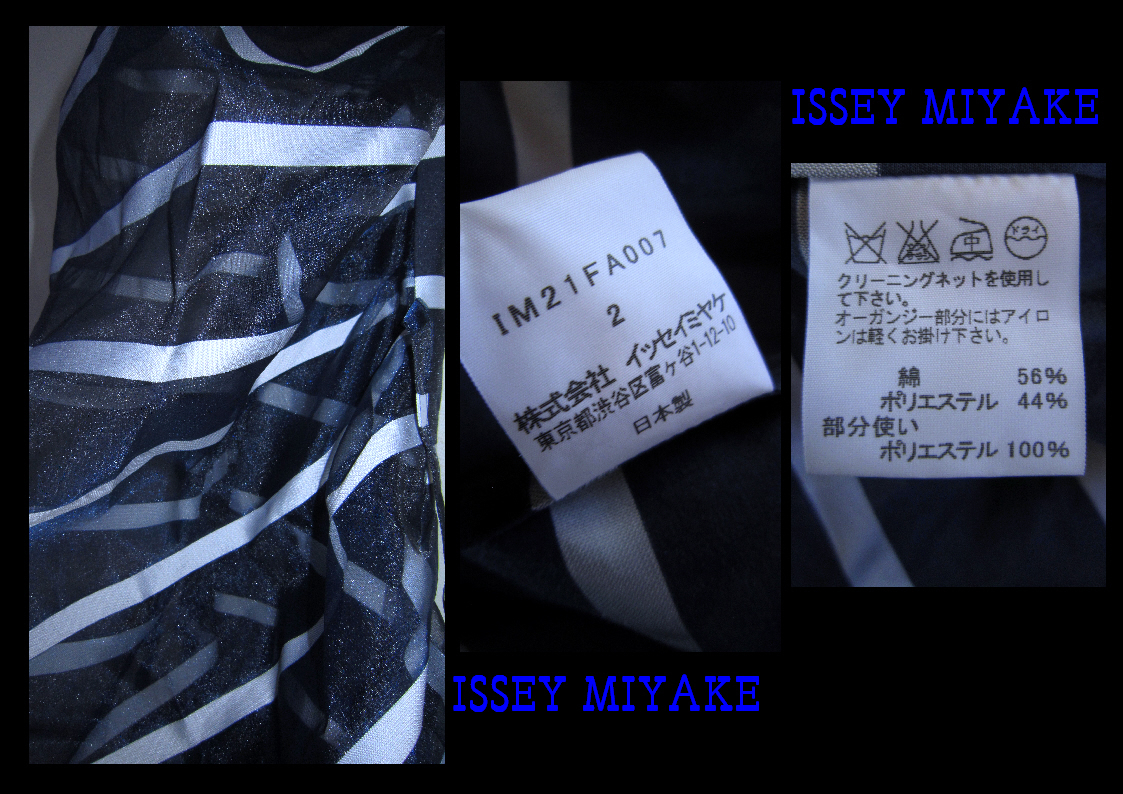 ISSEY MIYAKE
IM21FA007
2
株式会社 イッセイミヤケ
東京都渋谷区富ヶ谷1-12-10
日本製
ISSEY MIYAKE
中
ドライ
クリーニングネットを使用し
て下さい。
オーガンジー部分にはアイロ
ンは軽くお掛け下さい。
綿 56%
ポリエステル 44%
部分使い
ポリエステル 100%